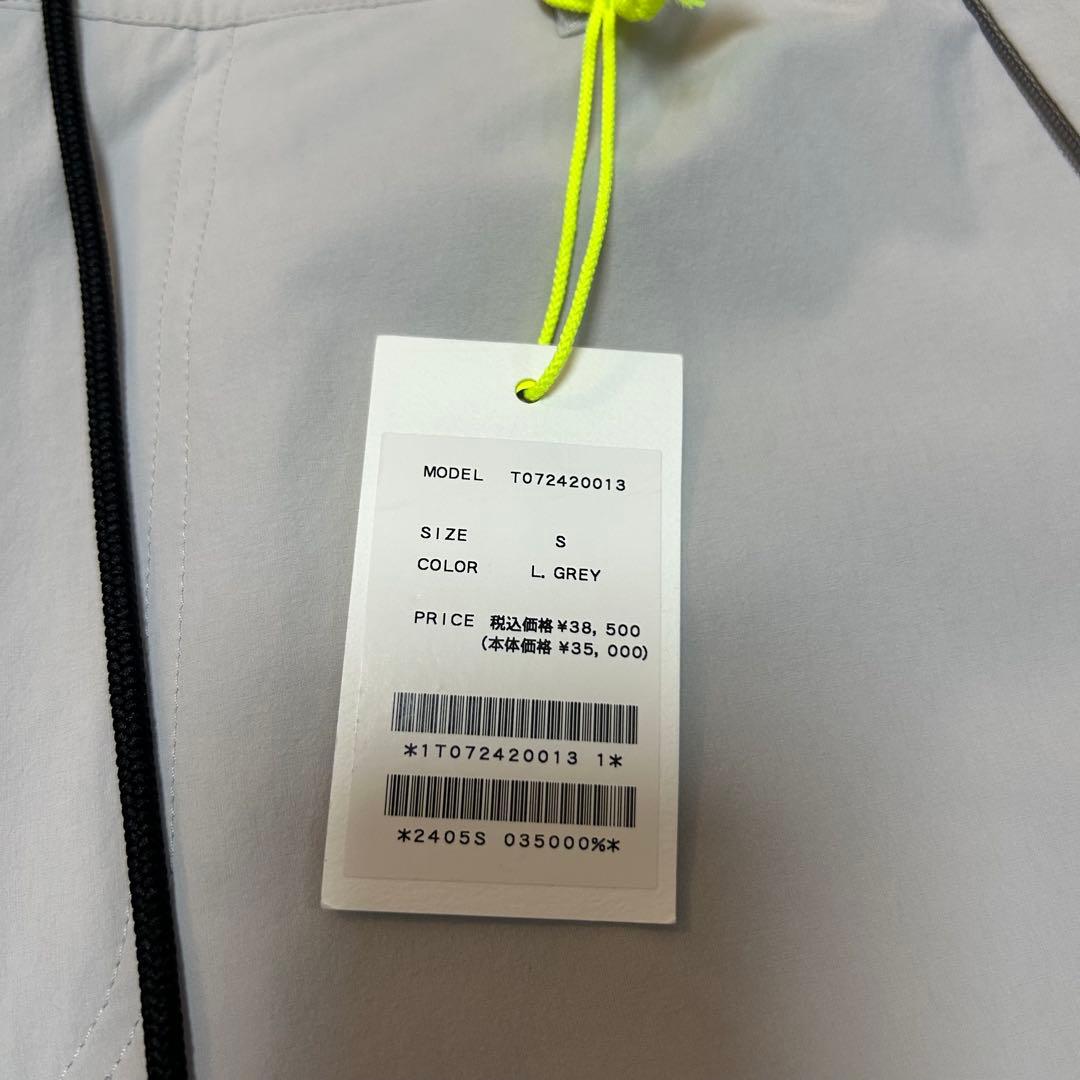 MODEL T072420013
SIZE S
COLOR L. GREY
PRICE 税込価格 ¥38, 500
(本体価格 ¥35, 000)
*1T072420013 1*
*2405S 035000%*